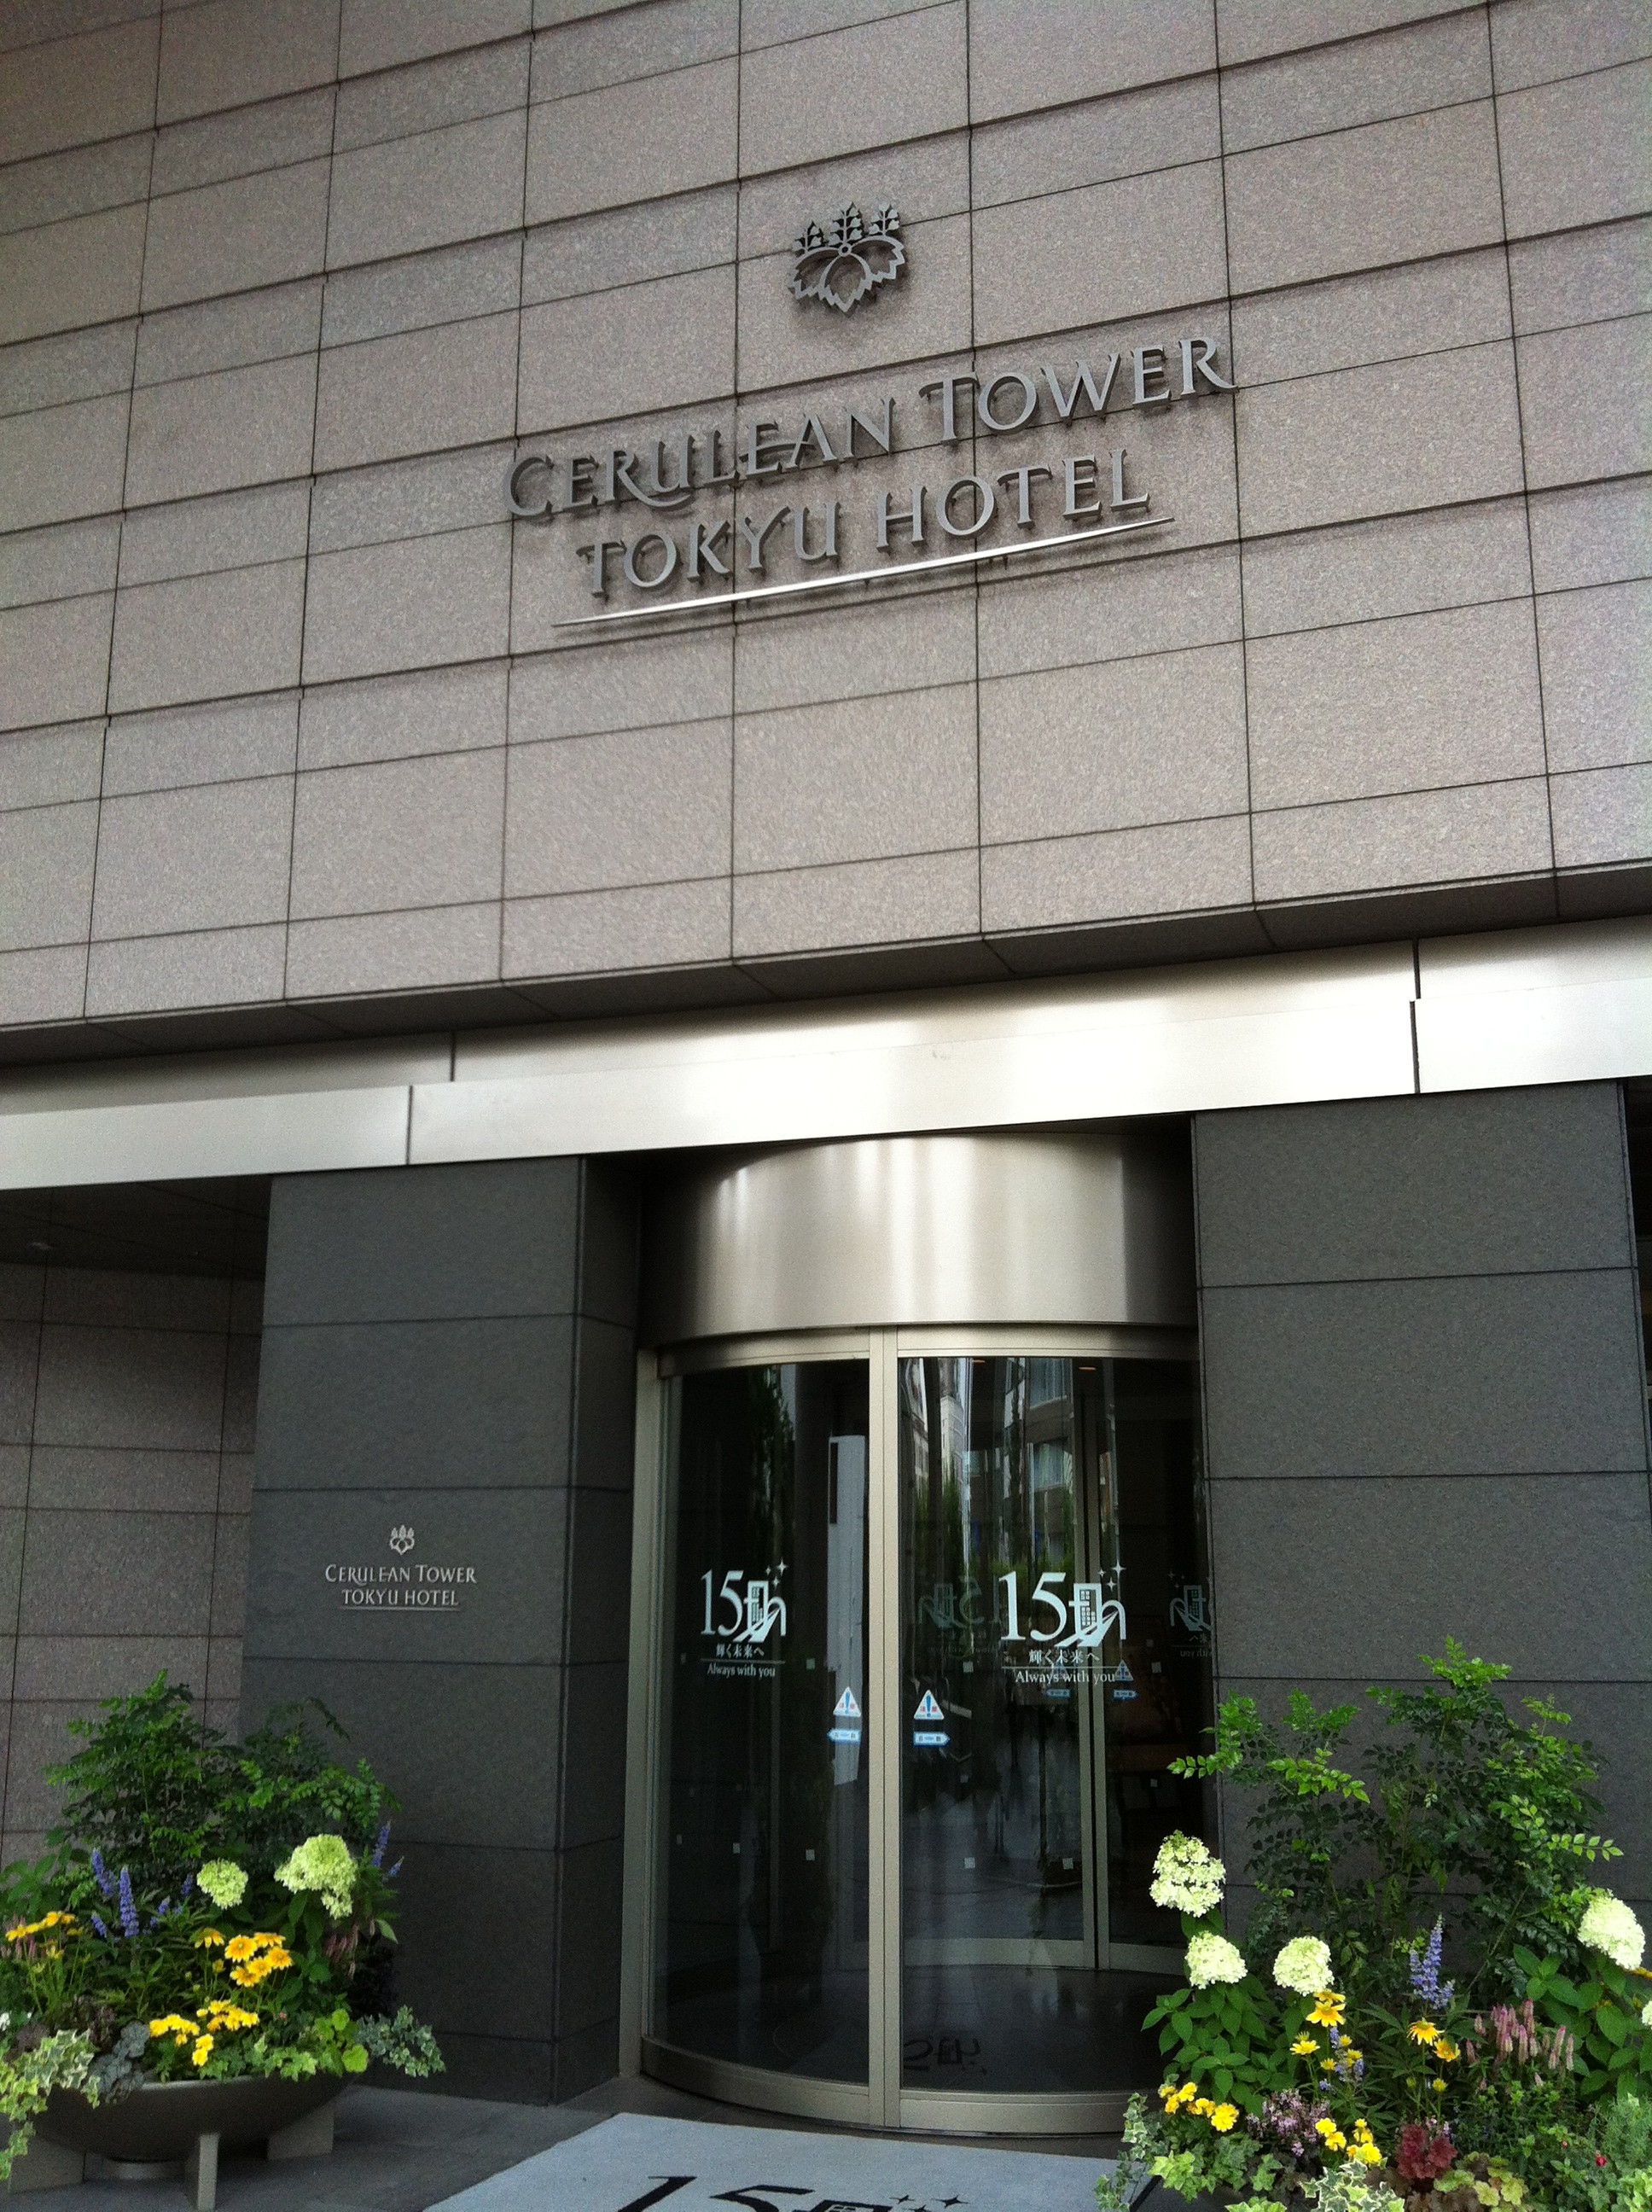 CERULEAN TOWER
TOKYU HOTEL
CERULEAN TOWER
TOKYU HOTEL
15th
輝く未来へ
Always with you
15th
輝く未来へ
Always with you
15th